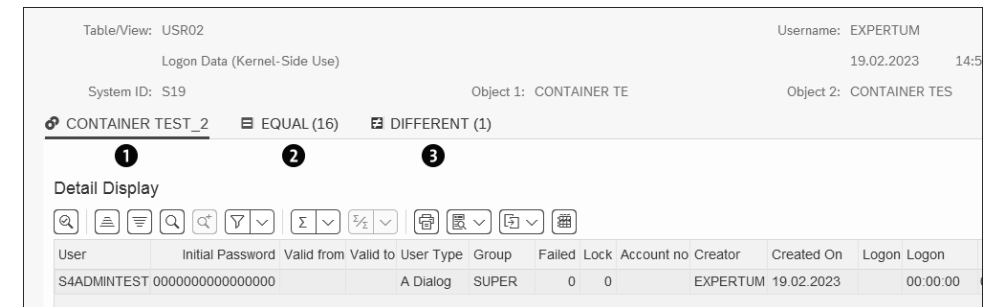 Table/View: USR02 Username: EXPERTUM
Logon Data (Kernel-Side Use) 19.02.2023
System ID: S19 Object 1: CONTAINER TE Object 2: CONTAINER TES
CONTAINER TEST_2 EQUAL (16) DIFFERENT (1)
1 2 3
Detail Display
User Initial Password Valid from Valid to User Type Group Failed Lock Account no Creator Created On Logon Logon
S4ADMINTEST 0000000000000000 A Dialog SUPER 0 0 EXPERTUM 19.02.2023 00:00:00